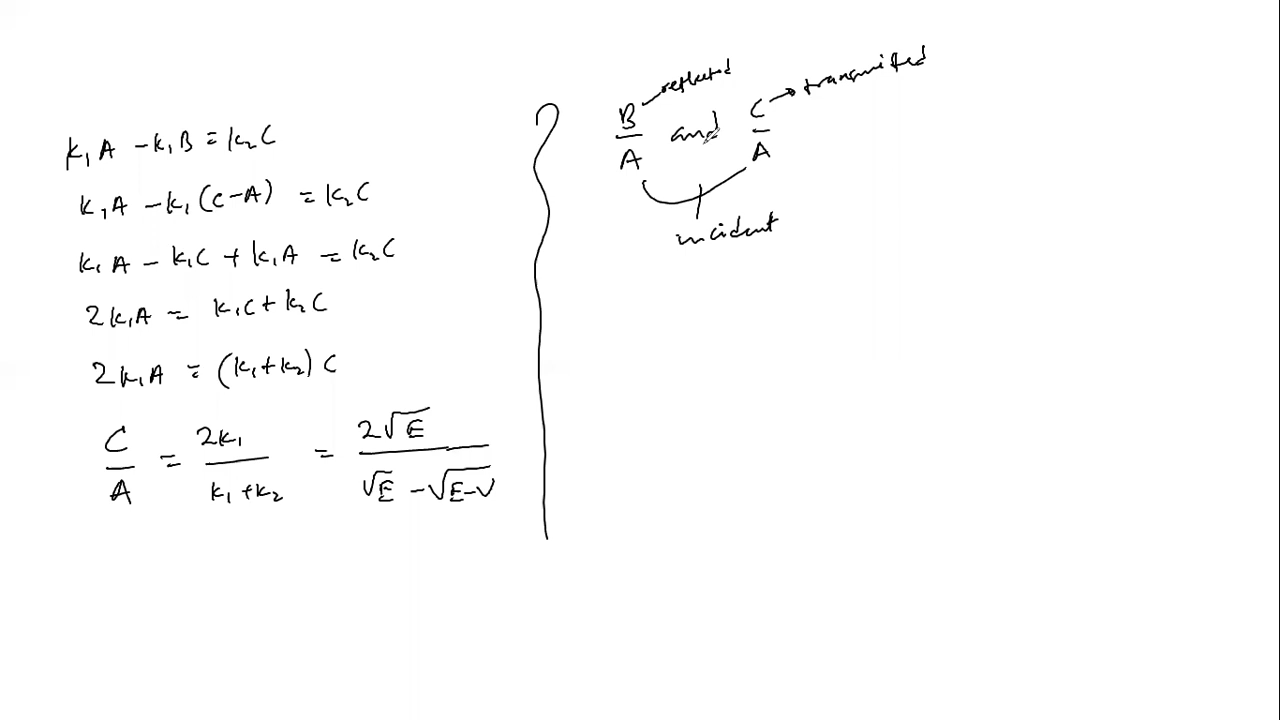 k₁A - k₁B = k₂C
k₁A - k₁(c-A) = k₂C
k₁A - k₁C + k₁A = k₂C
2k₁A = k₁C + k₂C
2k₁A = (k₁+k₂) C
C/A = 2k₁/(k₁+k₂) = 2√E/(√E - √(E-V))
B/A → reflected and C/A → transmitted
incident